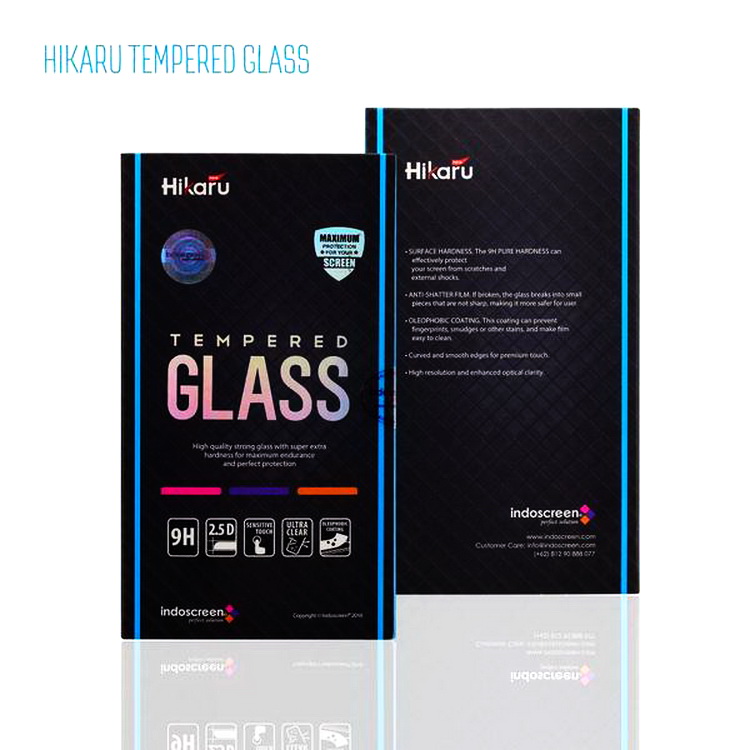 HIKARU TEMPERED GLASS
new
Hikaru
MAXIMUM
PROTECTION
FOR YOUR
SCREEN
TEMPERED
GLASS
High quality strong glass with super extra
hardness for maximum endurance
and perfect protection
9H
2.5D
SENSITIVE
TOUCH
ULTRA
CLEAR
OLEOPHOBIC
COATING
indoscreen
perfect solution
Copyright © Indoscreen® 2018
new
Hikaru
• SURFACE HARDNESS. The 9H PURE HARDNESS can
effectively protect
your screen from scratches and
external shocks.
• ANTI-SHATTER FILM. If broken, the glass breaks into small
pieces that are not sharp, making it more safer for user.
• OLEOPHOBIC COATING. This coating can prevent
fingerprints, smudges or other stains, and make film
easy to clean.
• Curved and smooth edges for premium touch.
• High resolution and enhanced optical clarity.
indoscreen
perfect solution
www.indoscreen.com
Customer Care: info@indoscreen.com
(+62) 812 90 888 077